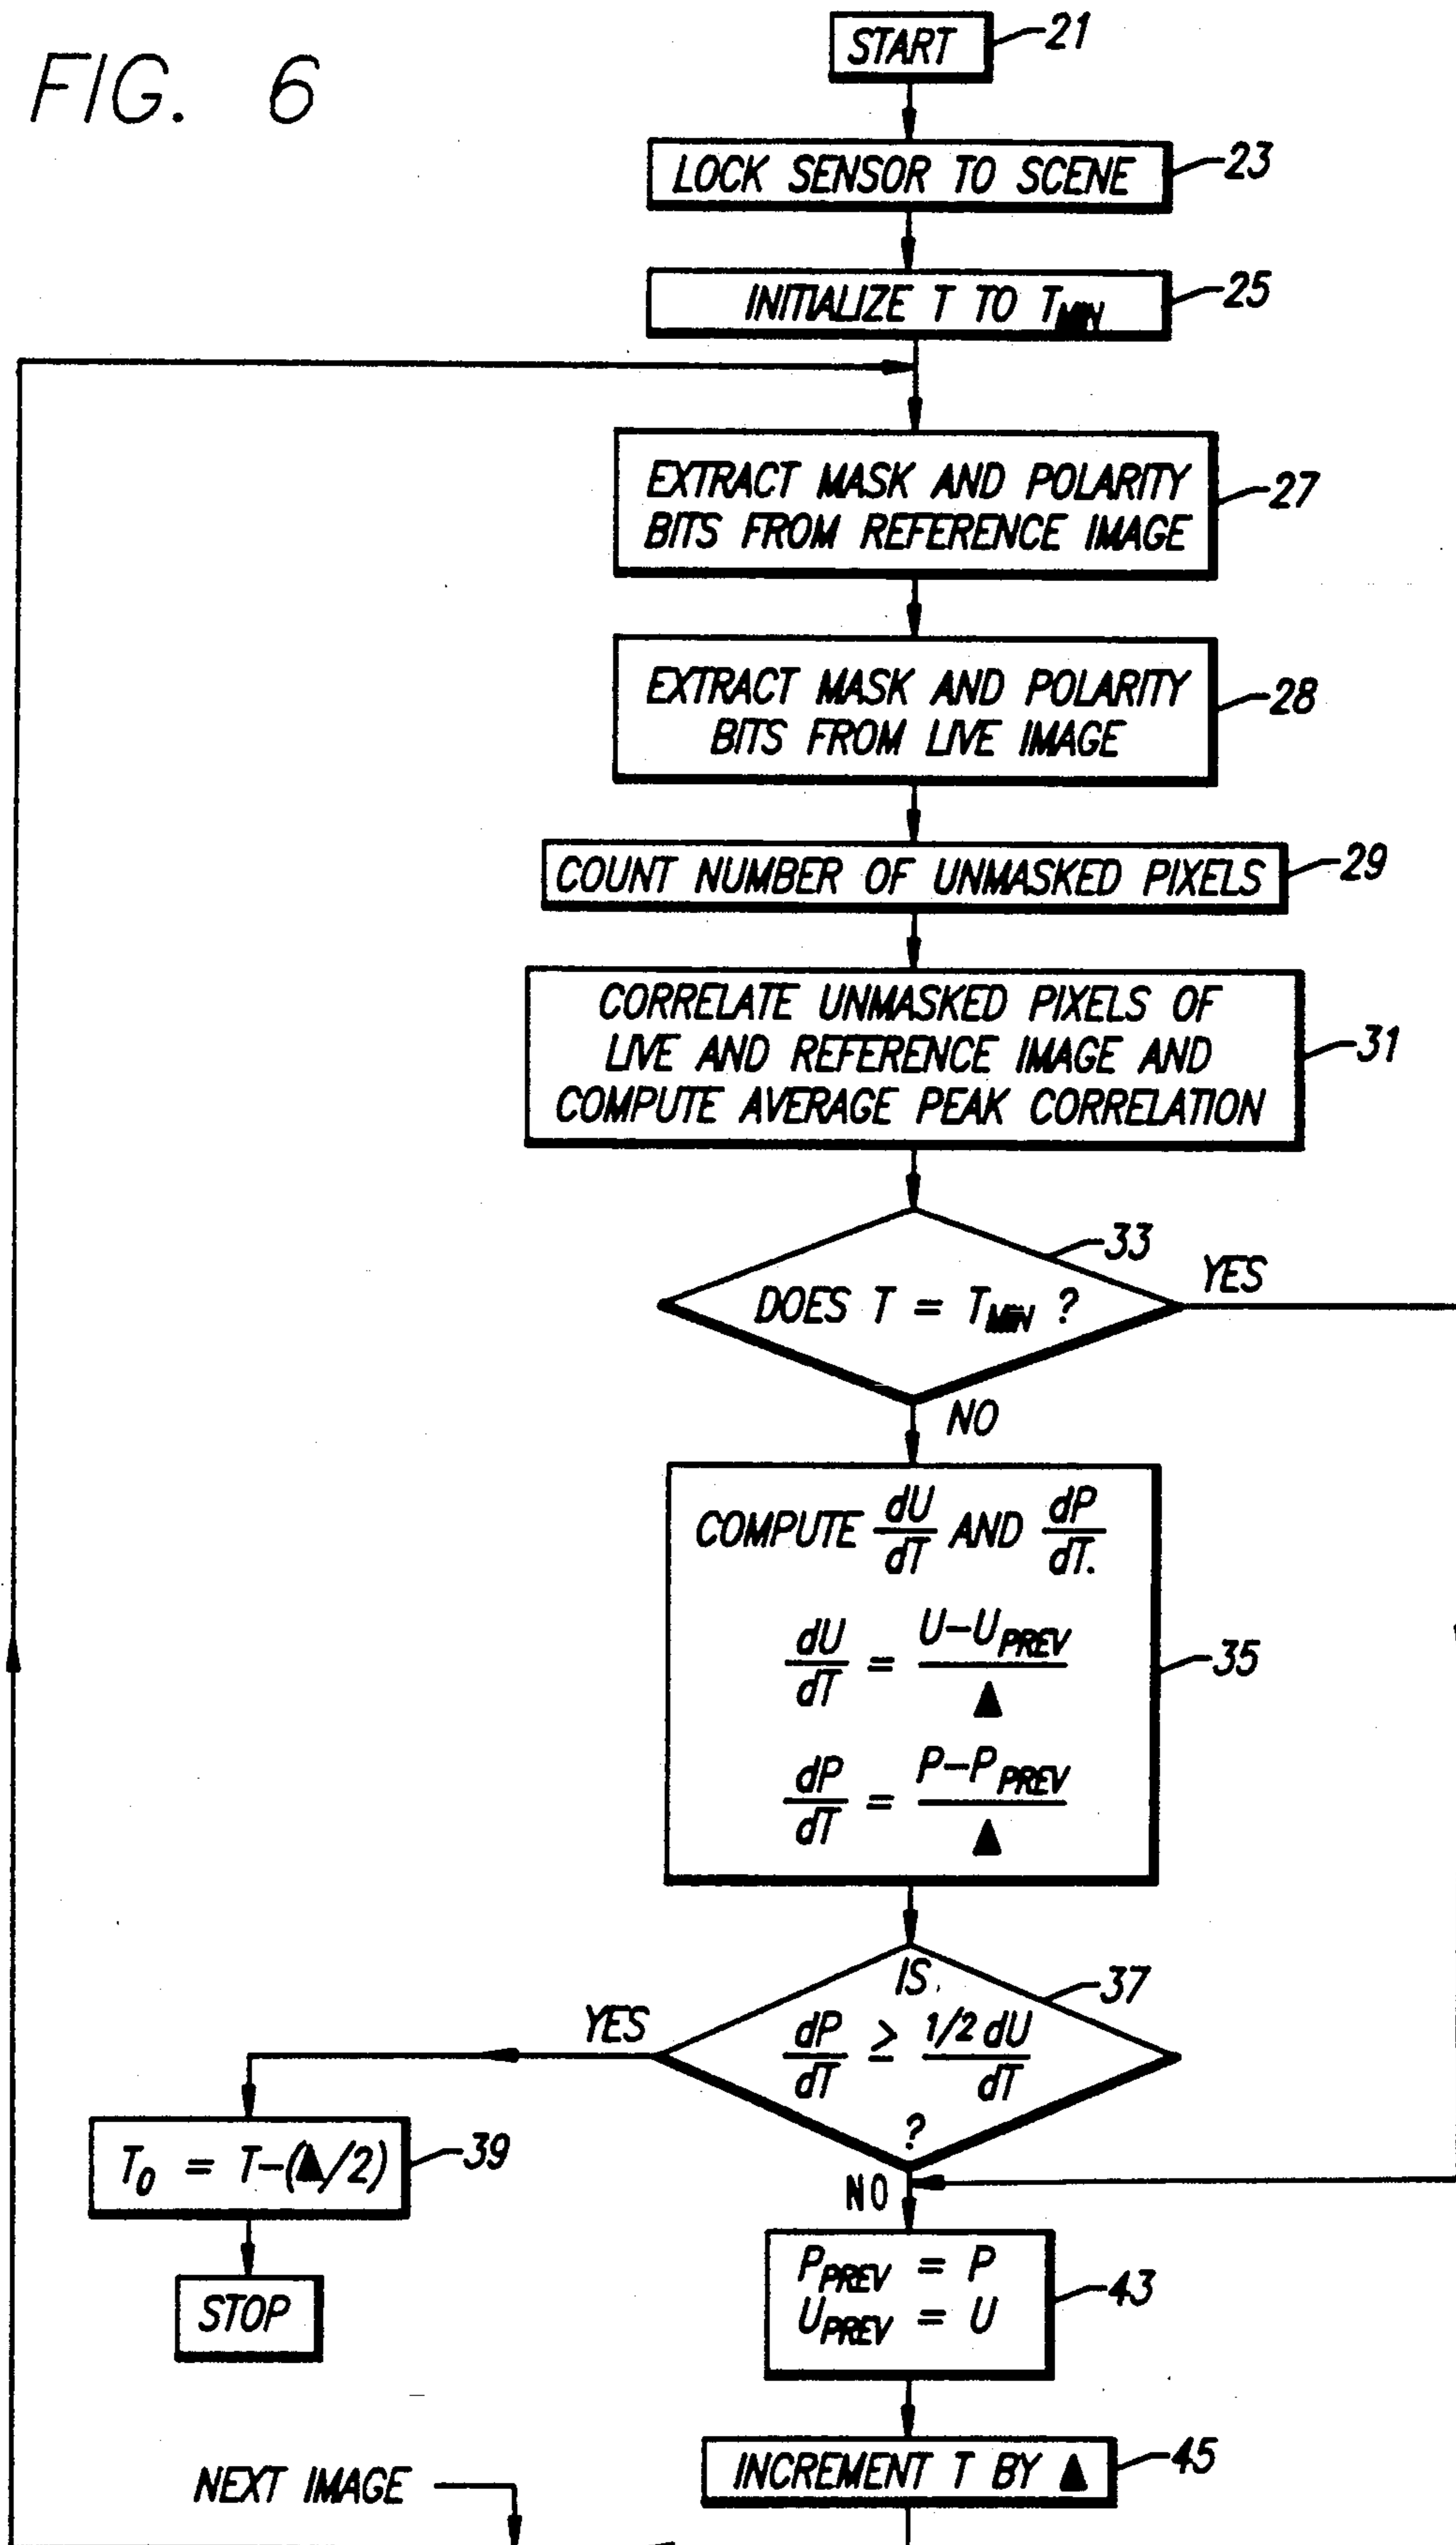 FIG. 6
START
21
LOCK SENSOR TO SCENE
23
INITIALIZE T TO TMIN
25
EXTRACT MASK AND POLARITY
BITS FROM REFERENCE IMAGE
27
EXTRACT MASK AND POLARITY
BITS FROM LIVE IMAGE
28
COUNT NUMBER OF UNMASKED PIXELS
29
CORRELATE UNMASKED PIXELS OF
LIVE AND REFERENCE IMAGE AND
COMPUTE AVERAGE PEAK CORRELATION
31
33
DOES T = TMIN ?
YES
NO
COMPUTE dU/dT AND dP/dT.
dU/dT = U-UPREV/▲
dP/dT = P-PPREV/▲
35
IS
37
dP/dT ≥ 1/2 dU/dT
?
YES
NO
T0 = T-(▲/2)
39
STOP
PPREV = P
UPREV = U
43
INCREMENT T BY ▲
45
NEXT IMAGE